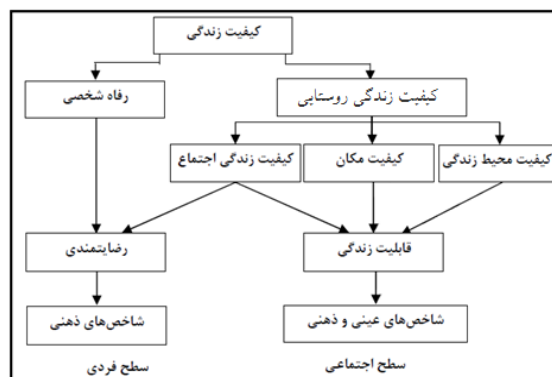 کیفیت زندگی
کیفیت زندگی روستایی
رفاه شخصی
کیفیت محیط زندگی
کیفیت مکان
کیفیت زندگی اجتماع
قابلیت زندگی
رضایتمندی
شاخص‌های عینی و ذهنی
شاخص‌های ذهنی
سطح اجتماعی
سطح فردی